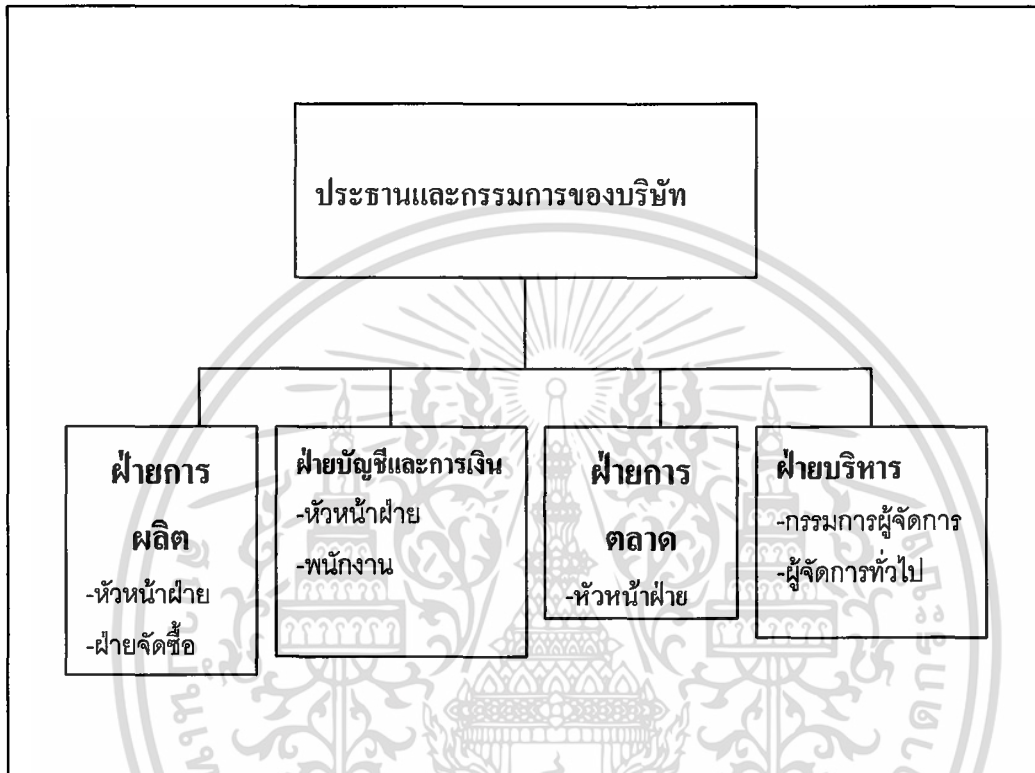 ประธานและกรรมการของบริษัท
ฝ่ายการ
ผลิต
-หัวหน้าฝ่าย
-ฝ่ายจัดซื้อ
ฝ่ายบัญชีและการเงิน
-หัวหน้าฝ่าย
-พนักงาน
ฝ่ายการ
ตลาด
-หัวหน้าฝ่าย
ฝ่ายบริหาร
-กรรมการผู้จัดการ
-ผู้จัดการทั่วไป